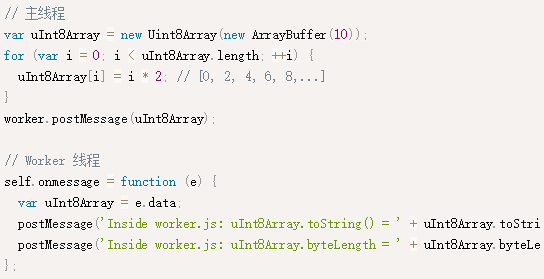 // 主线程
var uInt8Array = new Uint8Array(new ArrayBuffer(10));
for (var i = 0; i < uInt8Array.length; ++i) {
  uInt8Array[i] = i * 2; // [0, 2, 4, 6, 8,...]
}
worker.postMessage(uInt8Array);

// Worker 线程
self.onmessage = function (e) {
  var uInt8Array = e.data;
  postMessage('Inside worker.js: uInt8Array.toString() = ' + uInt8Array.toStri
  postMessage('Inside worker.js: uInt8Array.byteLength = ' + uInt8Array.byteLe
};